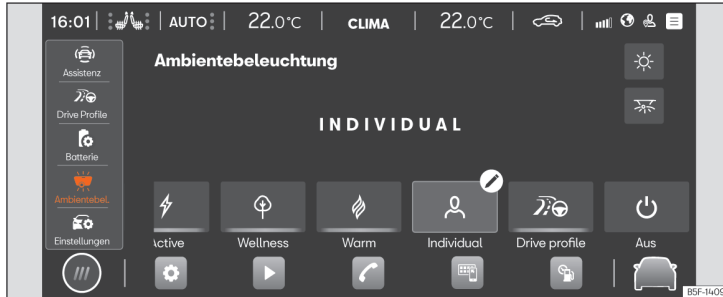 16:01 AUTO 22.0°C CLIMA 22.0°C
Assistenz
Drive Profile
Batterie
Ambientebel.
Einstellungen
Ambientebeleuchtung
INDIVIDUAL
Active Wellness Warm Individual Drive profile Aus
B5F-1409